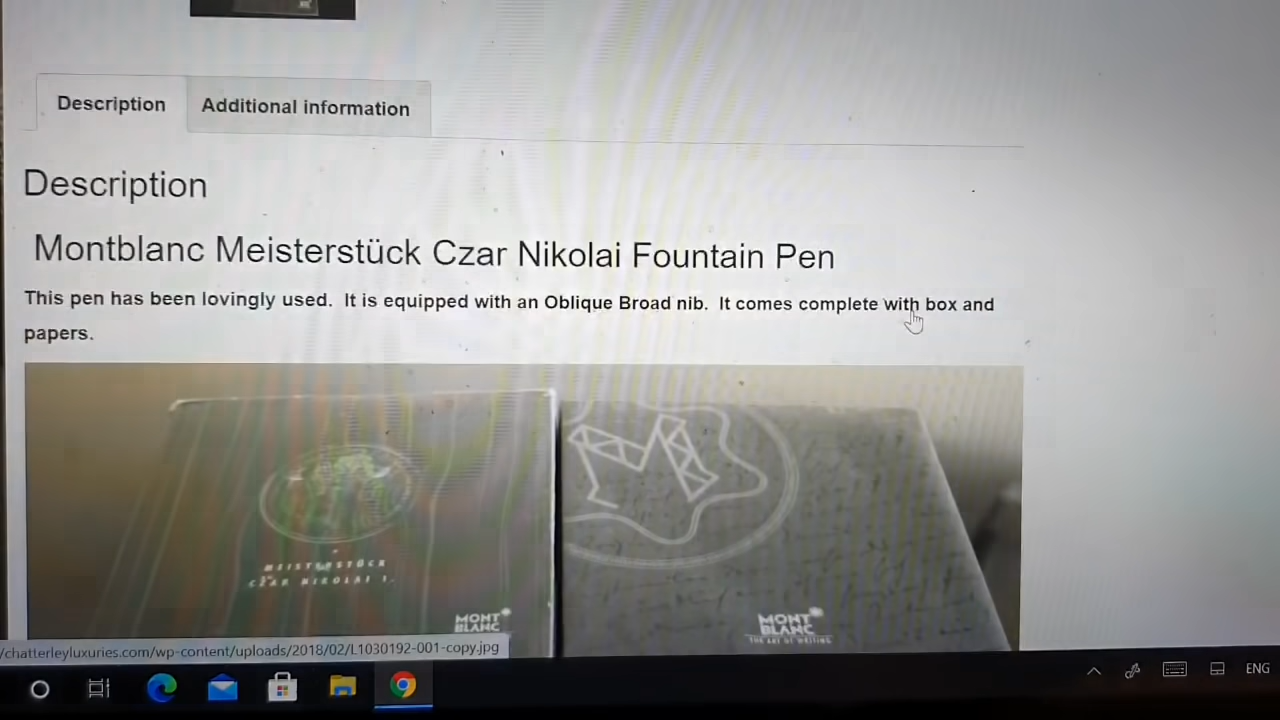 Description
Additional information
Description
Montblanc Meisterstück Czar Nikolai Fountain Pen
This pen has been lovingly used. It is equipped with an Oblique Broad nib. It comes complete with box and
papers.
MEISTERSTÜCK
CZAR NIKOLAI I.
MONT
BLANC
MONT
BLANC
THE ART OF WRITING
/chatterleyluxuries.com/wp-content/uploads/2018/02/L1030192-001-copy.jpg
ENG